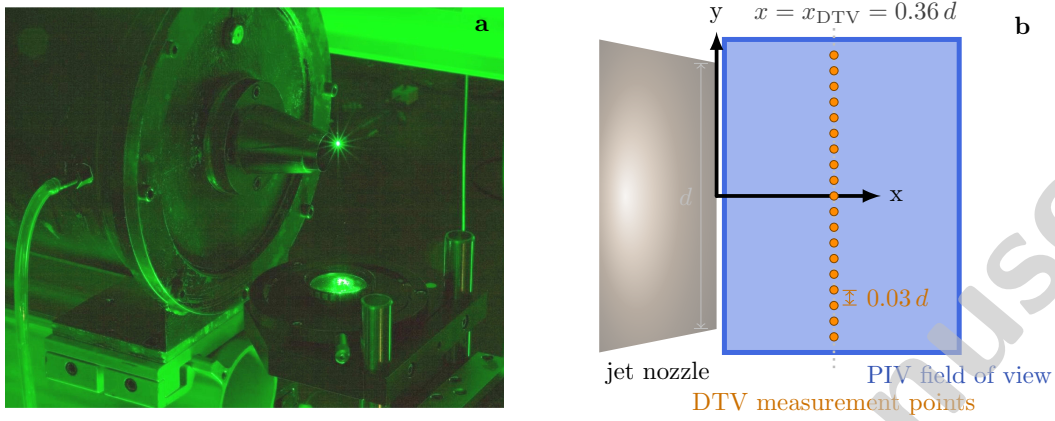 a
x = x_DTV = 0.36 d
y
b
d
x
0.03 d
jet nozzle
PIV field of view
DTV measurement points